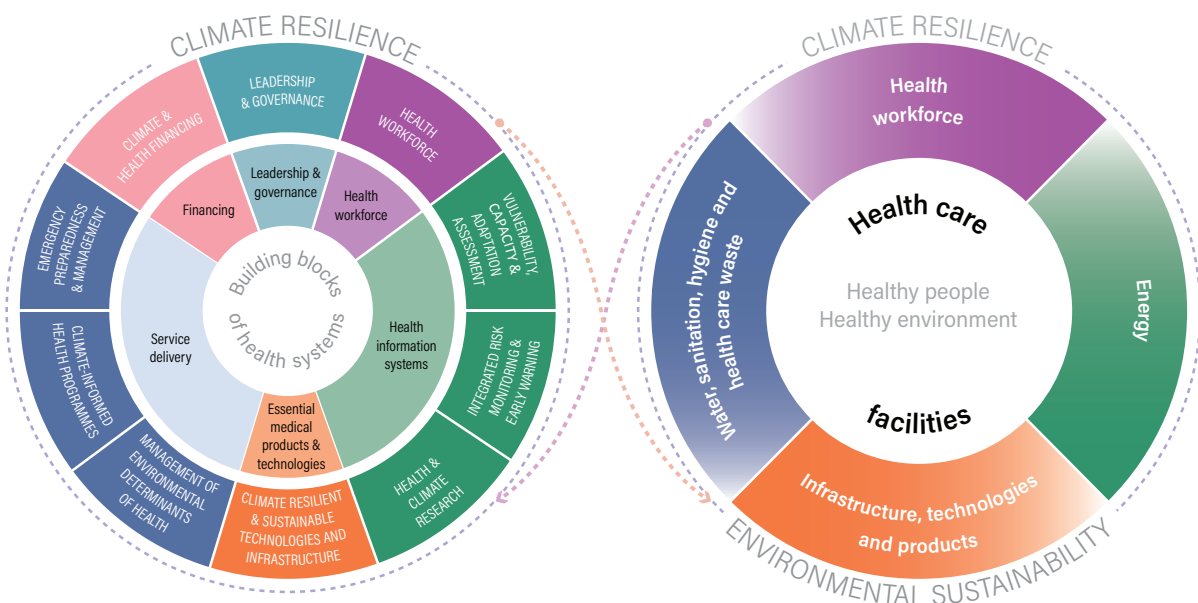 CLIMATE RESILIENCE
LEADERSHIP
& GOVERNANCE
HEALTH
WORKFORCE
VULNERABILITY,
CAPACITY &
ADAPTATION
ASSESSMENT
INTEGRATED RISK
MONITORING &
EARLY WARNING
HEALTH &
CLIMATE
RESEARCH
CLIMATE RESILIENT
& SUSTAINABLE
TECHNOLOGIES AND
INFRASTRUCTURE
MANAGEMENT OF
ENVIRONMENTAL
DETERMINANTS
OF HEALTH
CLIMATE-INFORMED
HEALTH PROGRAMMES
EMERGENCY
PREPAREDNESS
& MANAGEMENT
CLIMATE &
HEALTH FINANCING
Leadership &
governance
Health
workforce
Health
information
systems
Essential
medical
products &
technologies
Service
delivery
Financing
Building blocks
of health systems
CLIMATE RESILIENCE
Health
workforce
Energy
Infrastructure, technologies
and products
Water, sanitation, hygiene and
health care waste
Health care
Healthy people
Healthy environment
facilities
ENVIRONMENTAL SUSTAINABILITY